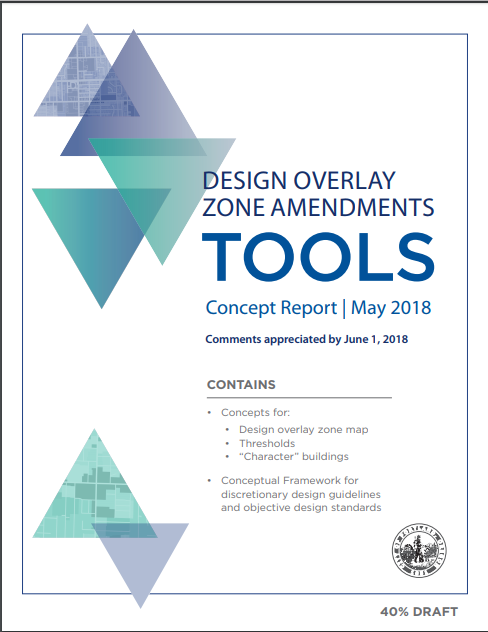 DESIGN OVERLAY
ZONE AMENDMENTS
TOOLS
Concept Report | May 2018
Comments appreciated by June 1, 2018
CONTAINS
• Concepts for:
• Design overlay zone map
• Thresholds
• “Character” buildings
• Conceptual Framework for
discretionary design guidelines
and objective design standards
40% DRAFT